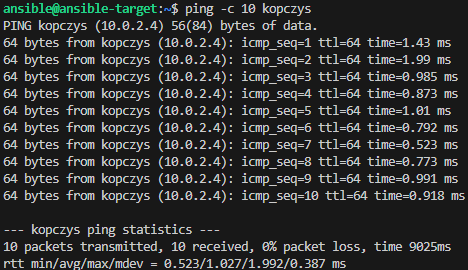 ansible@ansible-target:~$ ping -c 10 kopczys
PING kopczys (10.0.2.4) 56(84) bytes of data.
64 bytes from kopczys (10.0.2.4): icmp_seq=1 ttl=64 time=1.43 ms
64 bytes from kopczys (10.0.2.4): icmp_seq=2 ttl=64 time=1.99 ms
64 bytes from kopczys (10.0.2.4): icmp_seq=3 ttl=64 time=0.985 ms
64 bytes from kopczys (10.0.2.4): icmp_seq=4 ttl=64 time=0.873 ms
64 bytes from kopczys (10.0.2.4): icmp_seq=5 ttl=64 time=1.01 ms
64 bytes from kopczys (10.0.2.4): icmp_seq=6 ttl=64 time=0.792 ms
64 bytes from kopczys (10.0.2.4): icmp_seq=7 ttl=64 time=0.523 ms
64 bytes from kopczys (10.0.2.4): icmp_seq=8 ttl=64 time=0.773 ms
64 bytes from kopczys (10.0.2.4): icmp_seq=9 ttl=64 time=0.991 ms
64 bytes from kopczys (10.0.2.4): icmp_seq=10 ttl=64 time=0.918 ms
--- kopczys ping statistics ---
10 packets transmitted, 10 received, 0% packet loss, time 9025ms
rtt min/avg/max/mdev = 0.523/1.027/1.992/0.387 ms